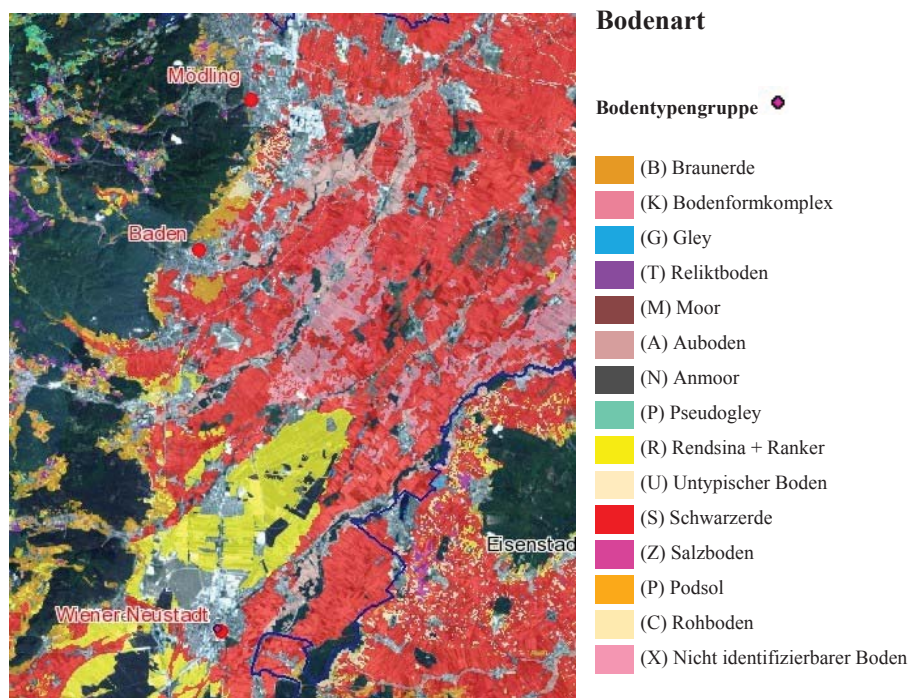 Bodenart
Mödling
Baden
Eisenstad
Wiener-Neustadt
Bodentypengruppe
(B) Braunerde
(K) Bodenformkomplex
(G) Gley
(T) Reliktboden
(M) Moor
(A) Auboden
(N) Anmoor
(P) Pseudogley
(R) Rendsina + Ranker
(U) Untypischer Boden
(S) Schwarzerde
(Z) Salzboden
(P) Podsol
(C) Rohboden
(X) Nicht identifizierbarer Boden